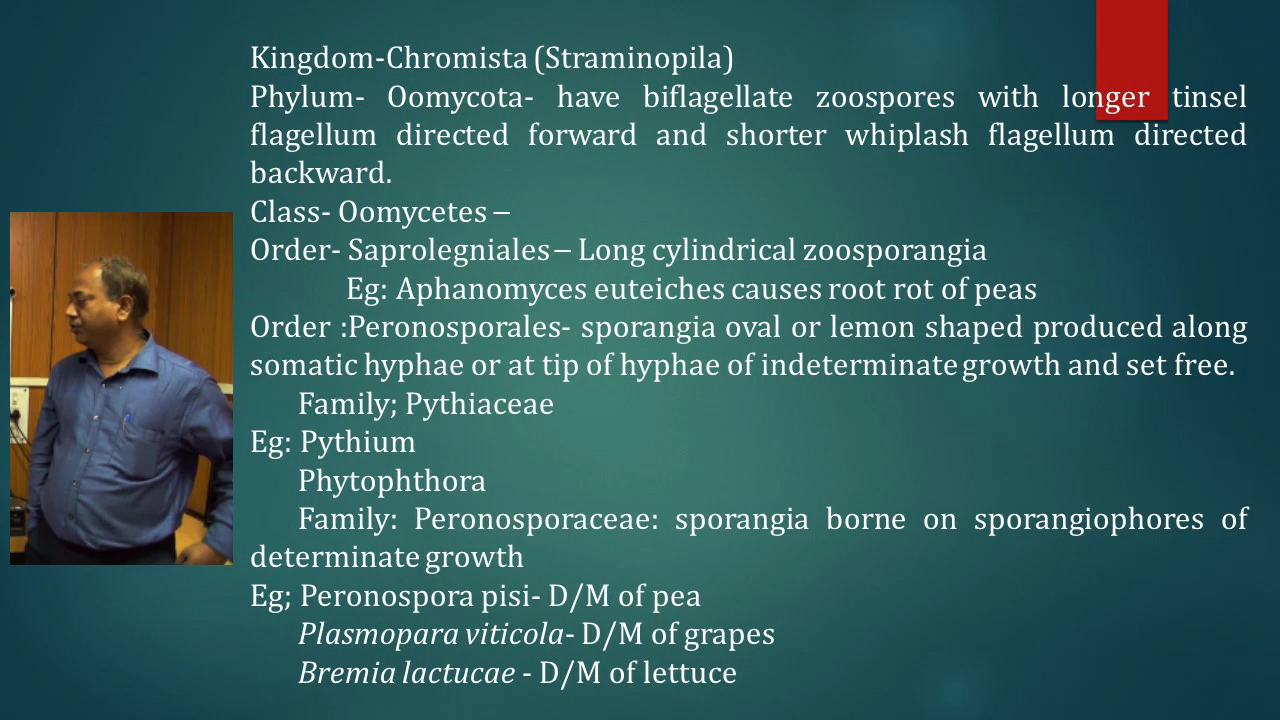 Kingdom-Chromista (Straminopila)
Phylum- Oomycota- have biflagellate zoospores with longer tinsel
flagellum directed forward and shorter whiplash flagellum directed
backward.
Class- Oomycetes –
Order- Saprolegniales – Long cylindrical zoosporangia
Eg: Aphanomyces euteiches causes root rot of peas
Order :Peronosporales- sporangia oval or lemon shaped produced along
somatic hyphae or at tip of hyphae of indeterminate growth and set free.
Family; Pythiaceae
Eg: Pythium
Phytophthora
Family: Peronosporaceae: sporangia borne on sporangiophores of
determinate growth
Eg; Peronospora pisi- D/M of pea
Plasmopara viticola- D/M of grapes
Bremia lactucae - D/M of lettuce